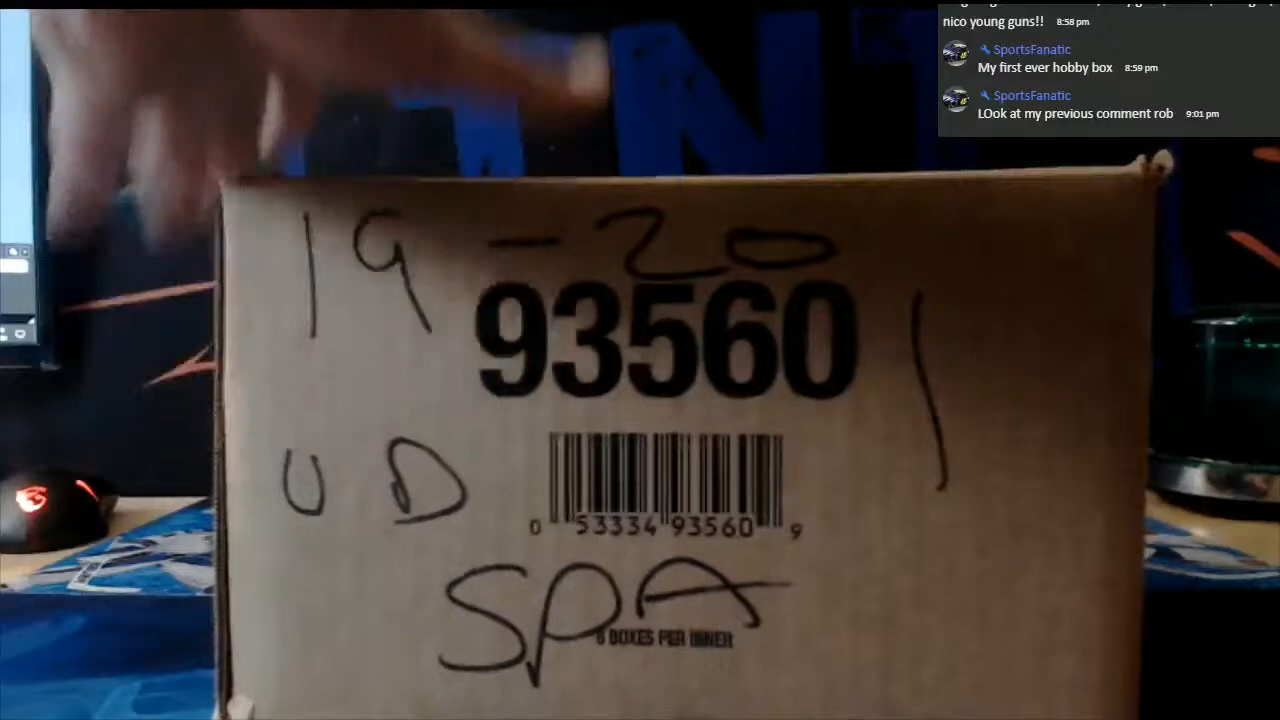 nico young guns!! 8:58 pm
SportsFanatic
My first ever hobby box 8:59 pm
SportsFanatic
LOok at my previous comment rob 9:01 pm
19-20
93560
1
UD
0 53334 93560 9
SPA
6 BOXES PER INNER